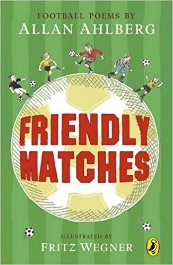 FOOTBALL POEMS BY
ALLAN AHLBERG
FRIENDLY
MATCHES
ILLUSTRATED BY
FRITZ WEGNER